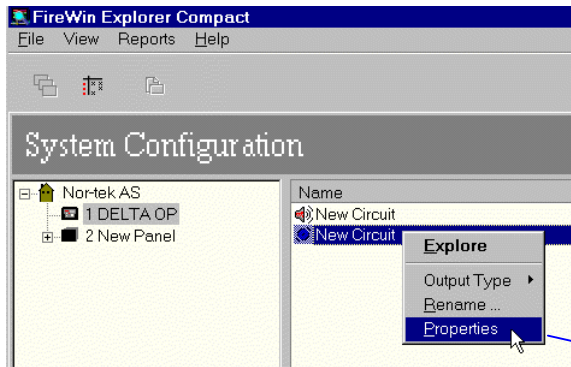 FireWin Explorer Compact
File View Reports Help
System Configuration
Nor-tek AS
1 DELTA OP
2 New Panel
Name
New Circuit
New Circuit
Explore
Output Type
Rename ...
Properties